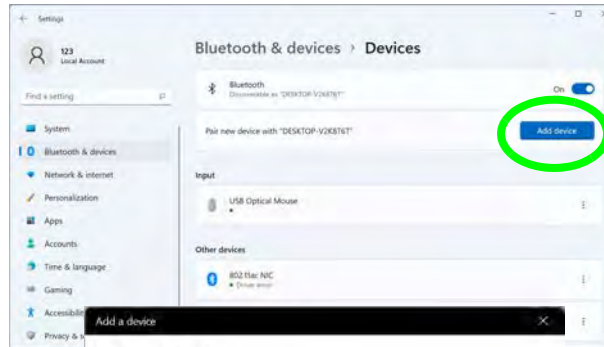 Settings
123
Local Account
Bluetooth & devices › Devices
Find a setting
Bluetooth
Discoverable as "DESKTOP-V2K8T6T"
On
Pair new device with "DESKTOP-V2K8T6T"
Add device
System
Bluetooth & devices
Network & internet
Personalization
Apps
Accounts
Time & language
Gaming
Accessibili
Privacy & s
Input
USB Optical Mouse
Other devices
802.11ac NIC
Driver error
Add a device